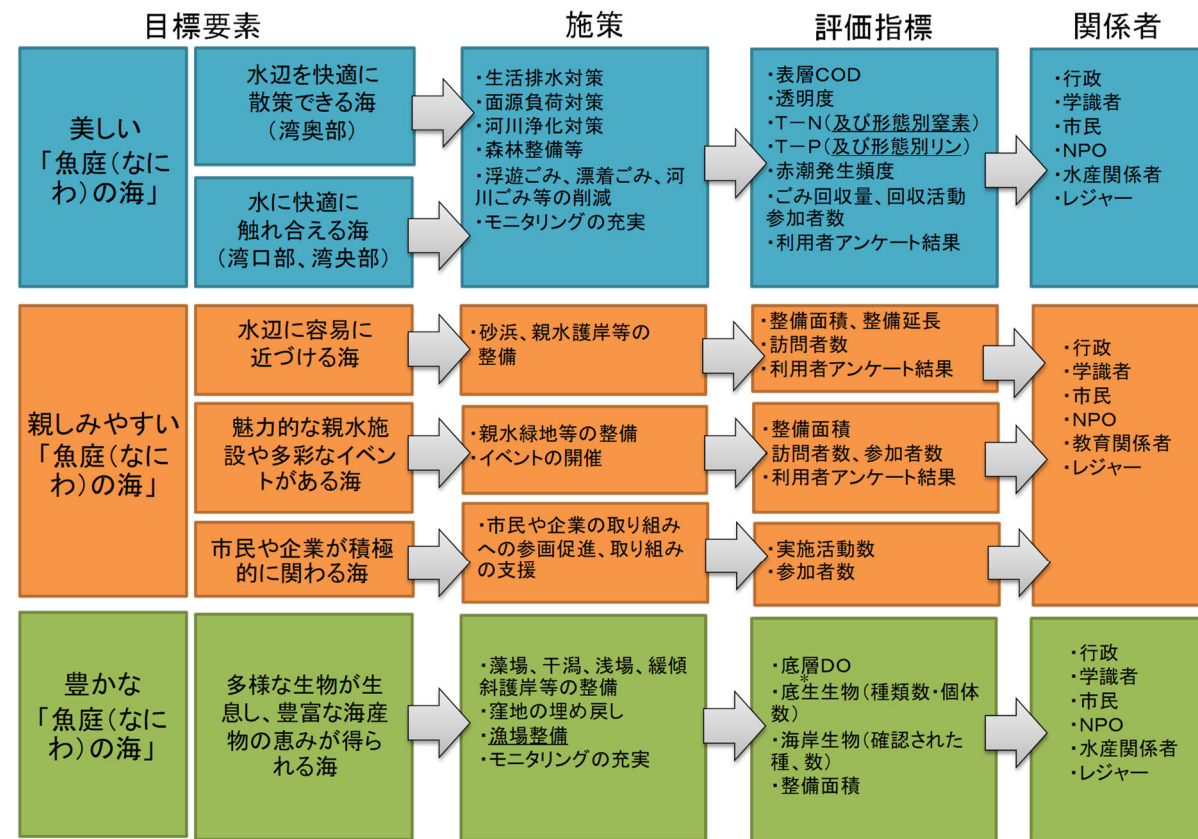 目標要素
施策
評価指標
関係者
美しい
「魚庭(なに
わ)の海」
水辺を快適に
散策できる海
(湾奥部)
水に快適に
触れ合える海
(湾口部、湾央部)
・生活排水対策
・面源負荷対策
・河川浄化対策
・森林整備等
・浮遊ごみ、漂着ごみ、河
川ごみ等の削減
・モニタリングの充実
・表層COD
・透明度
・T-N(及び形態別窒素)
・T-P(及び形態別リン)
・赤潮発生頻度
・ごみ回収量、回収活動
参加者数
・利用者アンケート結果
・行政
・学識者
・市民
・NPO
・水産関係者
・レジャー
親しみやすい
「魚庭(なに
わ)の海」
水辺に容易に
近づける海
・砂浜、親水護岸等の
整備
・整備面積、整備延長
・訪問者数
・利用者アンケート結果
魅力的な親水施
設や多彩なイベン
トがある海
・親水緑地等の整備
・イベントの開催
・整備面積
・訪問者数、参加者数
・利用者アンケート結果
市民や企業が積極
的に関わる海
・市民や企業の取り組み
への参画促進、取り組み
の支援
・実施活動数
・参加者数
・行政
・学識者
・市民
・NPO
・教育関係者
・レジャー
豊かな
「魚庭(なに
わ)の海」
多様な生物が生
息し、豊富な海産
物の恵みが得ら
れる海
・藻場、干潟、浅場、緩傾
斜護岸等の整備
・窪地の埋め戻し
・漁場整備
・モニタリングの充実
・底層DO
*
・底生生物(種類数・個体
数)
・海岸生物(確認された
種、数)
・整備面積
・行政
・学識者
・市民
・NPO
・水産関係者
・レジャー